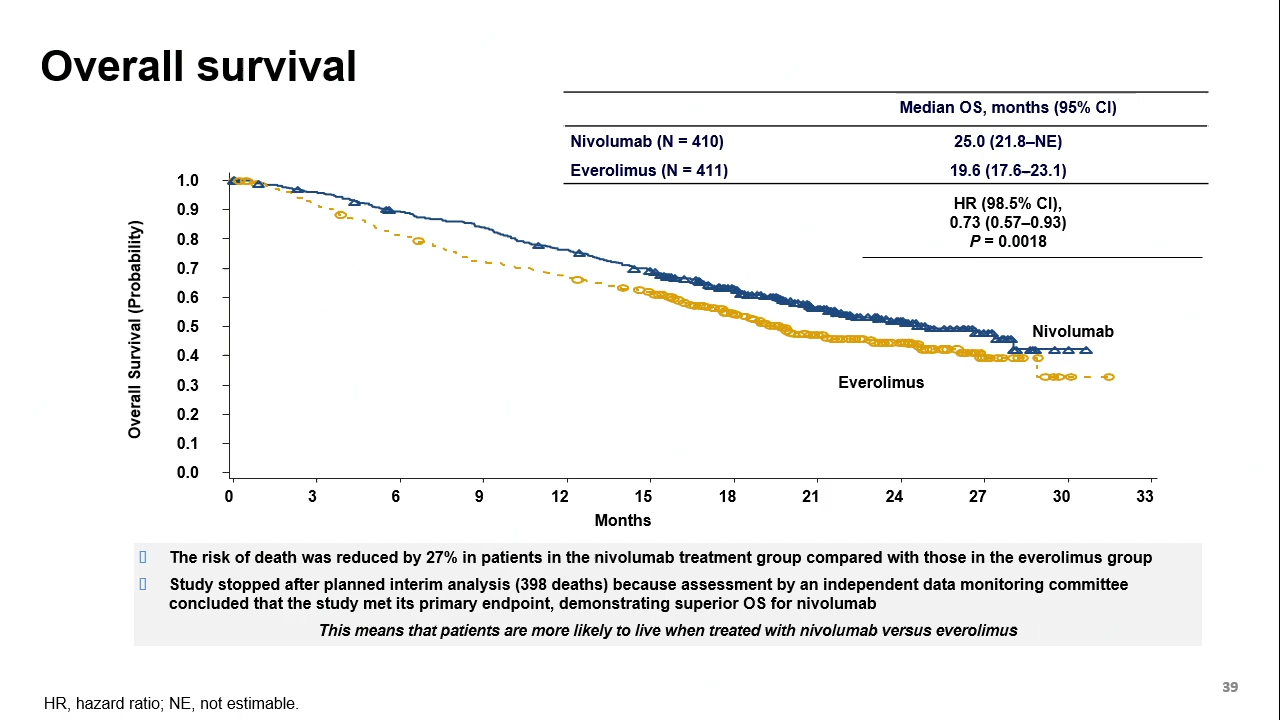 Overall survival
Median OS, months (95% CI)
Nivolumab (N = 410) 25.0 (21.8–NE)
Everolimus (N = 411) 19.6 (17.6–23.1)
HR (98.5% CI),
0.73 (0.57–0.93)
P = 0.0018
Overall Survival (Probability)
1.0
0.9
0.8
0.7
0.6
0.5
0.4
0.3
0.2
0.1
0.0
Nivolumab
Everolimus
0 3 6 9 12 15 18 21 24 27 30 33
Months
The risk of death was reduced by 27% in patients in the nivolumab treatment group compared with those in the everolimus group
Study stopped after planned interim analysis (398 deaths) because assessment by an independent data monitoring committee
concluded that the study met its primary endpoint, demonstrating superior OS for nivolumab
This means that patients are more likely to live when treated with nivolumab versus everolimus
39
HR, hazard ratio; NE, not estimable.